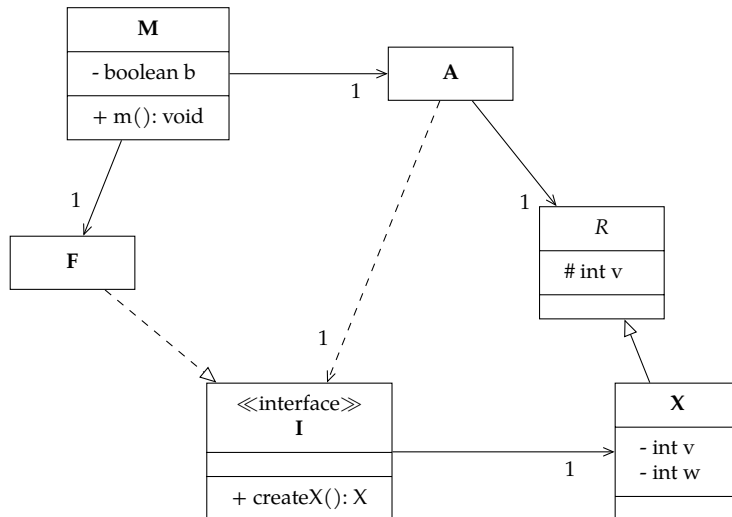 M
- boolean b
+ m(): void
1
A
1
F
1
R
# int v
1
≪interface≫
I
+ createX(): X
1
X
- int v
- int w